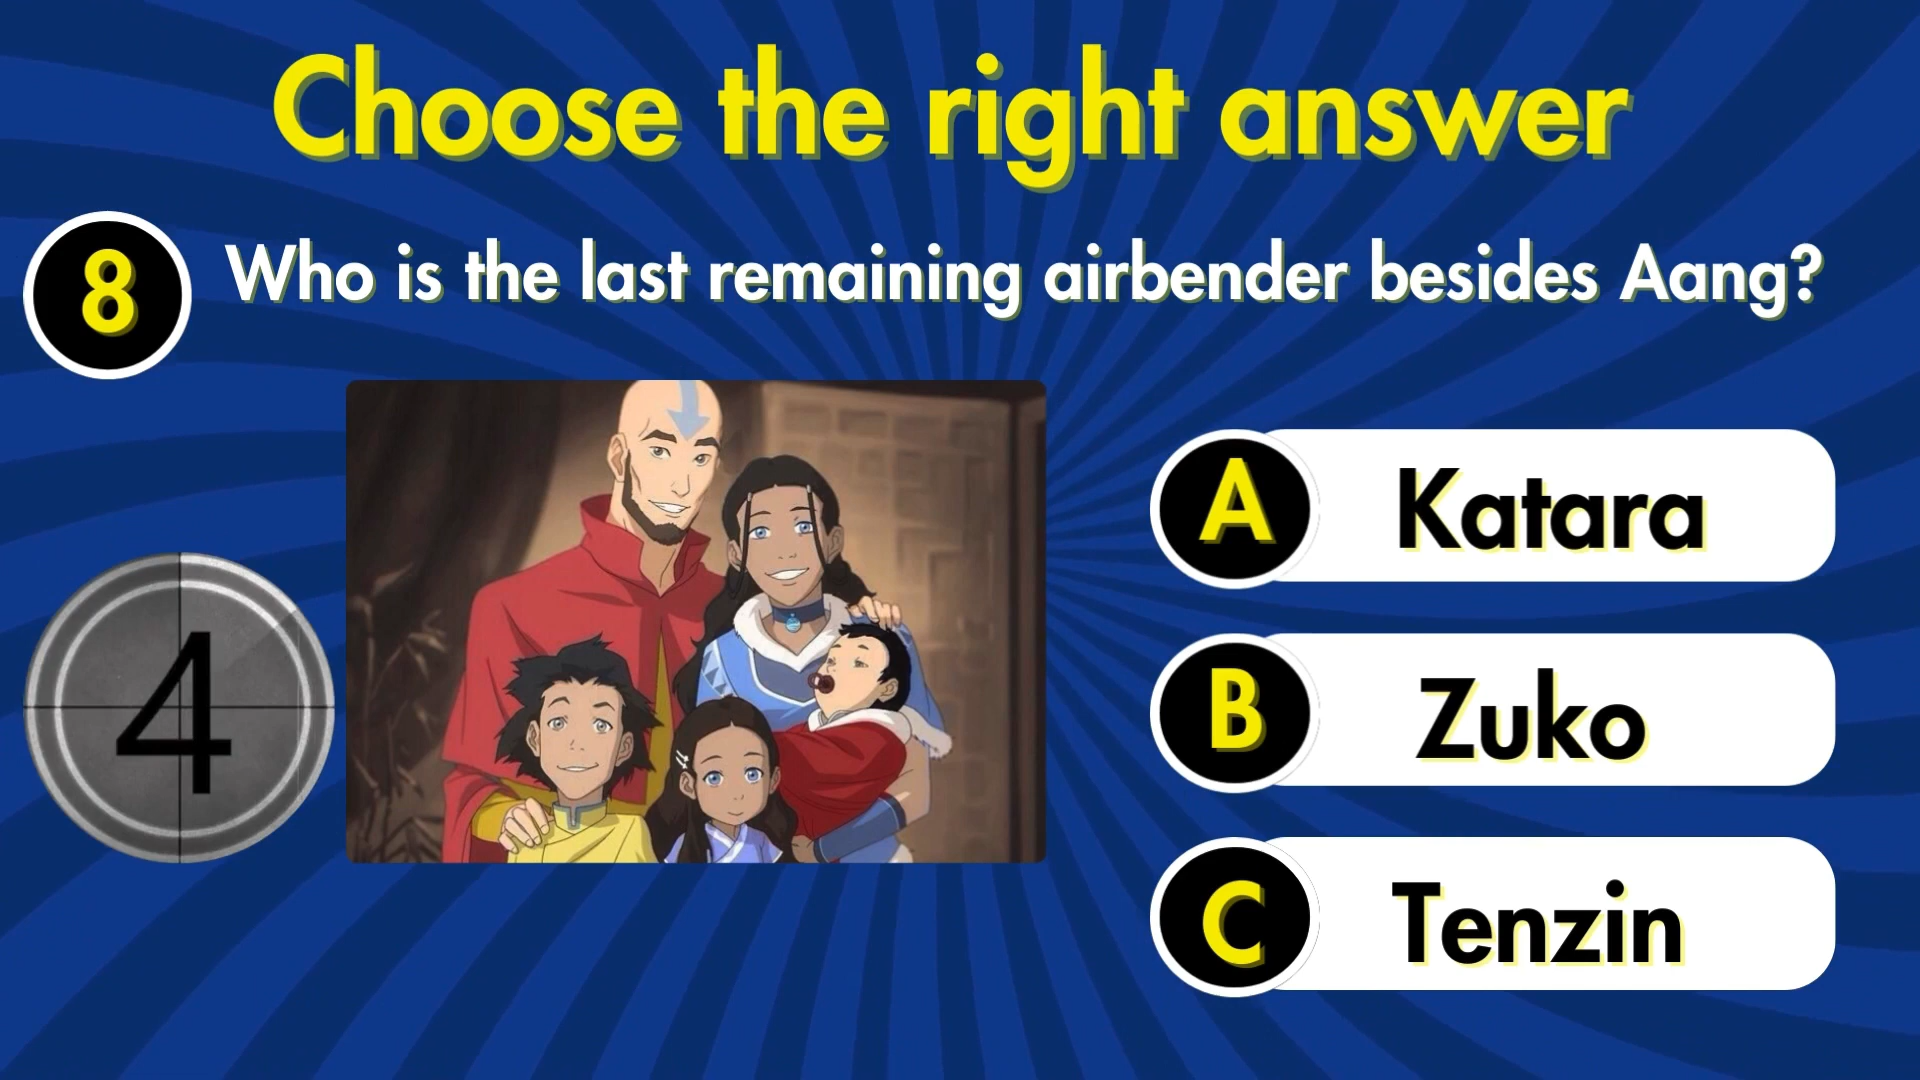 Choose the right answer
8
Who is the last remaining airbender besides Aang?
4
A
Katara
B
Zuko
C
Tenzin